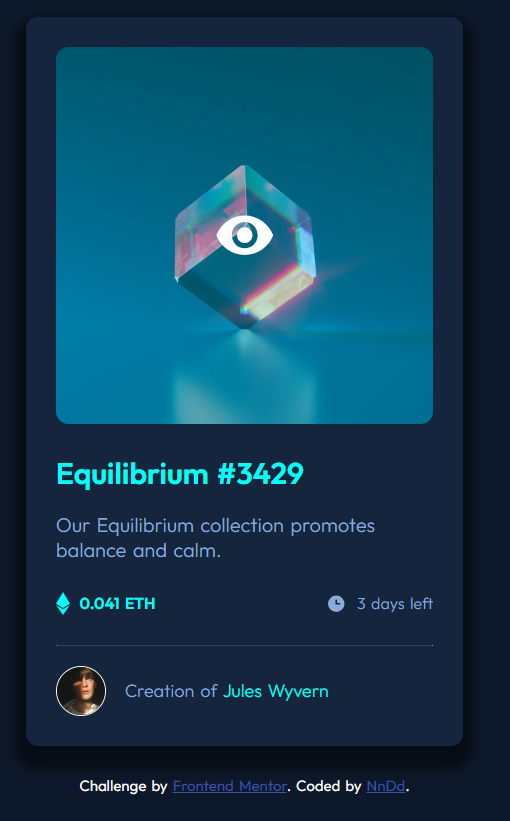 Equilibrium #3429
Our Equilibrium collection promotes
balance and calm.
0.041 ETH
3 days left
Creation of Jules Wyvern
Challenge by Frontend Mentor. Coded by NnDd.